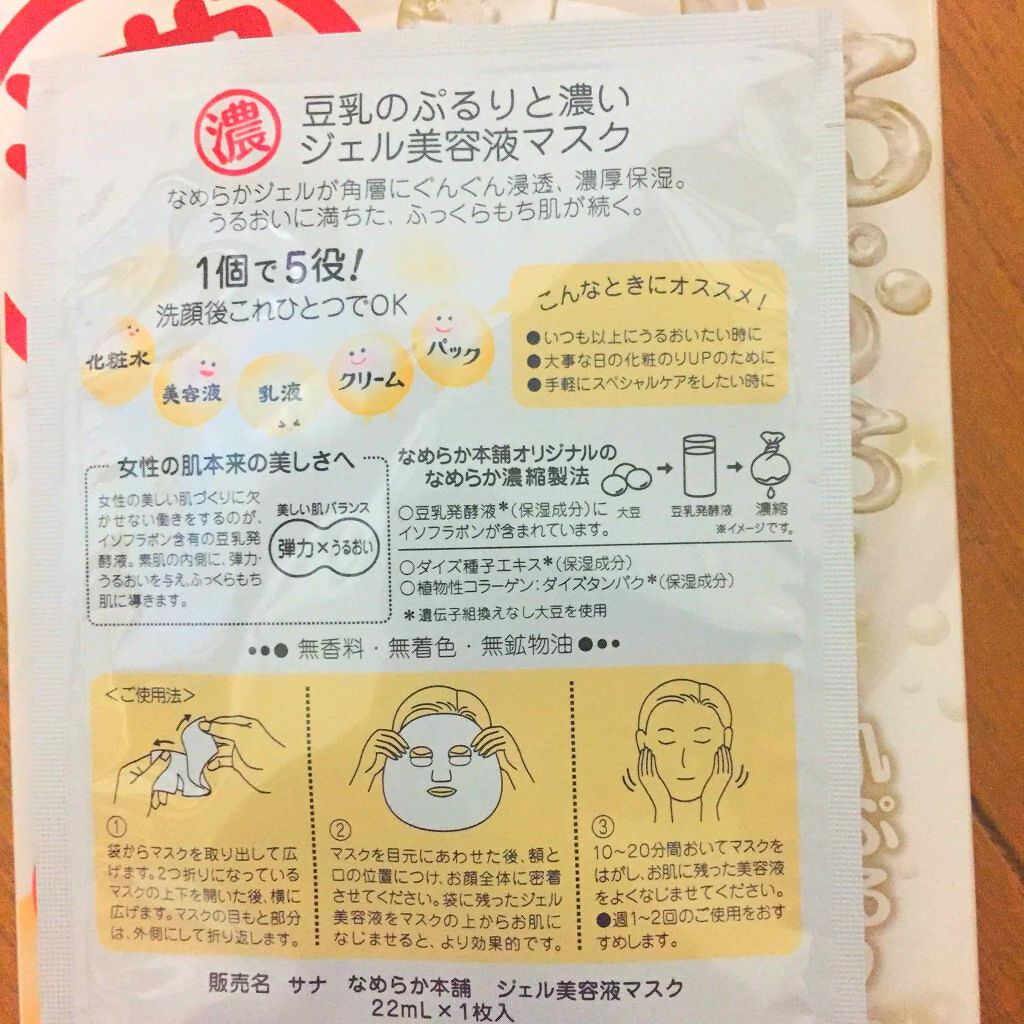 濃
豆乳のぷるりと濃い
ジェル美容液マスク
なめらかジェルが角層にぐんぐん浸透、濃厚保湿。
うるおいに満ちた、ふっくらもち肌が続く。
1個で5役!
洗顔後これひとつでOK
化粧水
美容液
乳液
クリーム
パック
こんなときにオススメ!
●いつも以上にうるおいたい時に
●大事な日の化粧のりUPのために
●手軽にスペシャルケアをしたい時に
女性の肌本来の美しさへ
女性の美しい肌づくりに欠
かせない働きをするのが、
イソフラボン含有の豆乳発
酵液。素肌の内側に、弾力・
うるおいを与え、ふっくらもち
肌に導きます。
美しい肌バランス
弾力×うるおい
なめらか本舗オリジナルの
なめらか濃縮製法
○豆乳発酵液*(保湿成分)に
イソフラボンが含まれています。
大豆
豆乳発酵液
濃縮
※イメージです。
○ダイズ種子エキス*(保湿成分)
○植物性コラーゲン:ダイズタンパク*(保湿成分)
*遺伝子組換えなし大豆を使用
●●● 無香料・無着色・無鉱物油 ●●●
<ご使用法>
①
袋からマスクを取り出して広
げます。2つ折りになっている
マスクの上下を開いた後、横に
広げます。マスクの目もと部分
は、外側にして折り返します。
②
マスクを目元にあわせた後、額と
口の位置につけ、お顔全体に密着
させてください。袋に残ったジェル
美容液をマスクの上からお肌に
なじませると、より効果的です。
③
10~20分間おいてマスクを
はがし、お肌に残った美容液
をよくなじませてください。
●週1~2回のご使用をおす
すめします。
販売名 サナ なめらか本舗 ジェル美容液マスク
22mL×1枚入